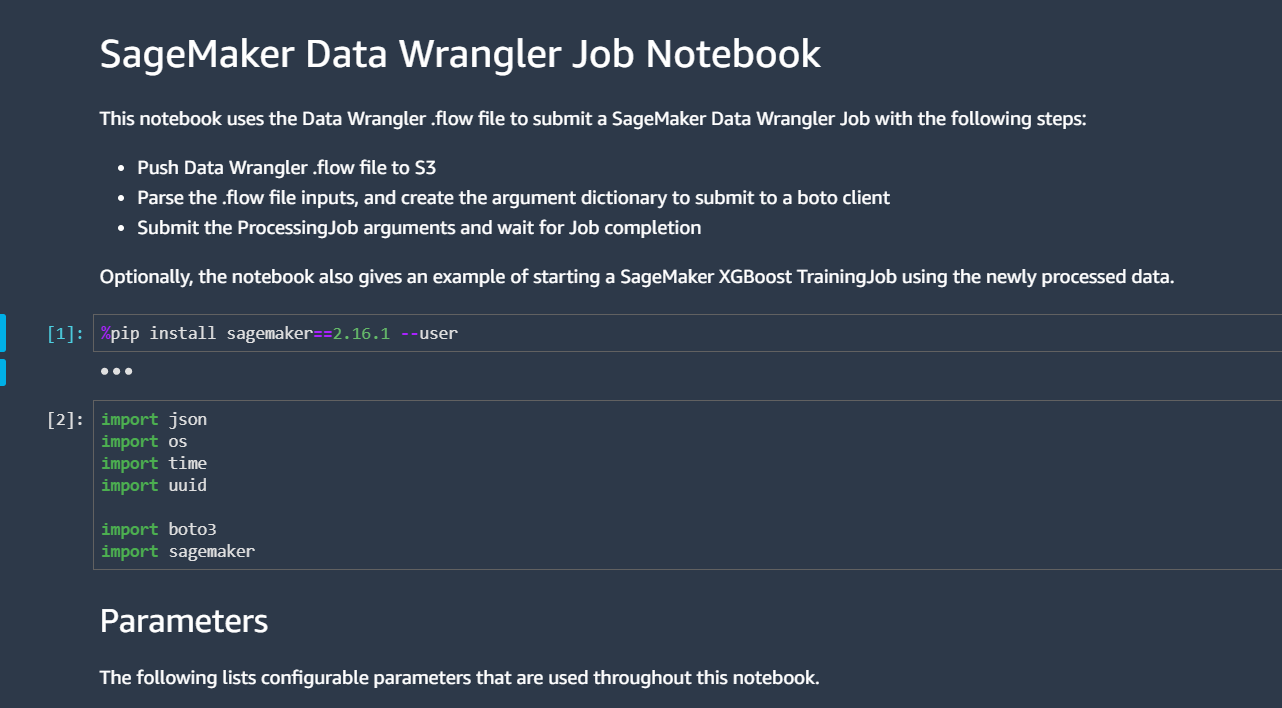 SageMaker Data Wrangler Job Notebook
This notebook uses the Data Wrangler .flow file to submit a SageMaker Data Wrangler Job with the following steps:
• Push Data Wrangler .flow file to S3
• Parse the .flow file inputs, and create the argument dictionary to submit to a boto client
• Submit the ProcessingJob arguments and wait for Job completion
Optionally, the notebook also gives an example of starting a SageMaker XGBoost TrainingJob using the newly processed data.
[1]: %pip install sagemaker==2.16.1 --user
•••
[2]: import json
import os
import time
import uuid
import boto3
import sagemaker
Parameters
The following lists configurable parameters that are used throughout this notebook.